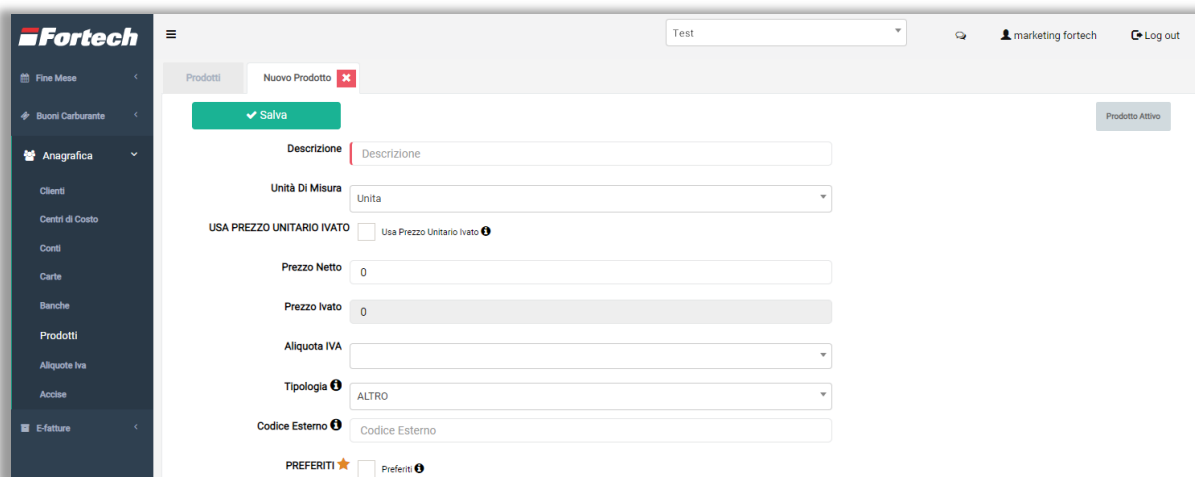 Fortech
Test
marketing fortech
Log out
Fine Mese
Prodotti
Nuovo Prodotto
Buoni Carburante
Salva
Prodotto Attivo
Anagrafica
Descrizione
Descrizione
Clienti
Unità Di Misura
Unita
Centri di Costo
USA PREZZO UNITARIO IVATO
Usa Prezzo Unitario Ivato
Conti
Prezzo Netto
0
Carte
Banche
Prezzo Ivato
0
Prodotti
Aliquota IVA
Aliquote Iva
Tipologia
ALTRO
Accise
Codice Esterno
Codice Esterno
E-fatture
PREFERITI
Preferiti